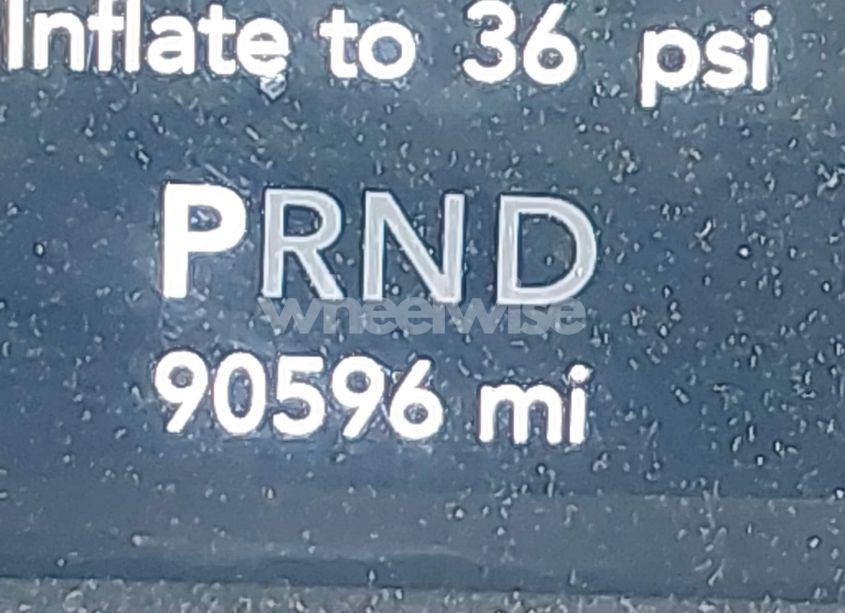 Inflate to 36 psi
PRND
wheelwise
90596 mi